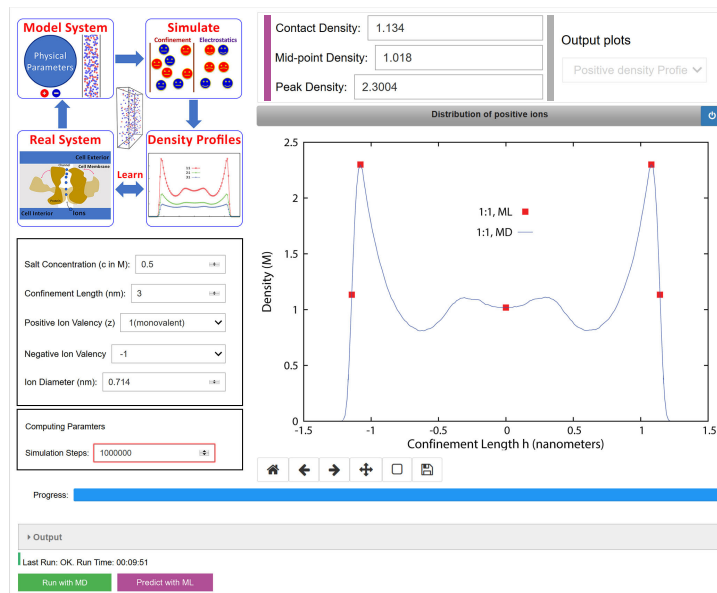 Model System
Physical
Parameters
Simulate
Confinement
Electrostatics
Real System
Cell Exterior
Cell Membrane
Cell Interior
Ions
Learn
Density Profiles
Contact Density: 1.134
Mid-point Density: 1.018
Peak Density: 2.3004
Output plots
Positive density Profile
Distribution of positive ions
2.5
2
1.5
1
0.5
0
Density (M)
1:1, ML
1:1, MD
-1.5 -1 -0.5 0 0.5 1 1.5
Confinement Length h (nanometers)
Salt Concentration (c in M): 0.5
Confinement Length (nm): 3
Positive Ion Valency (z) 1(monovalent)
Negative Ion Valency -1
Ion Diameter (nm): 0.714
Computing Paramters
Simulation Steps: 1000000
Progress:
Output
Last Run: OK. Run Time: 00:09:51
Run with MD Predict with ML